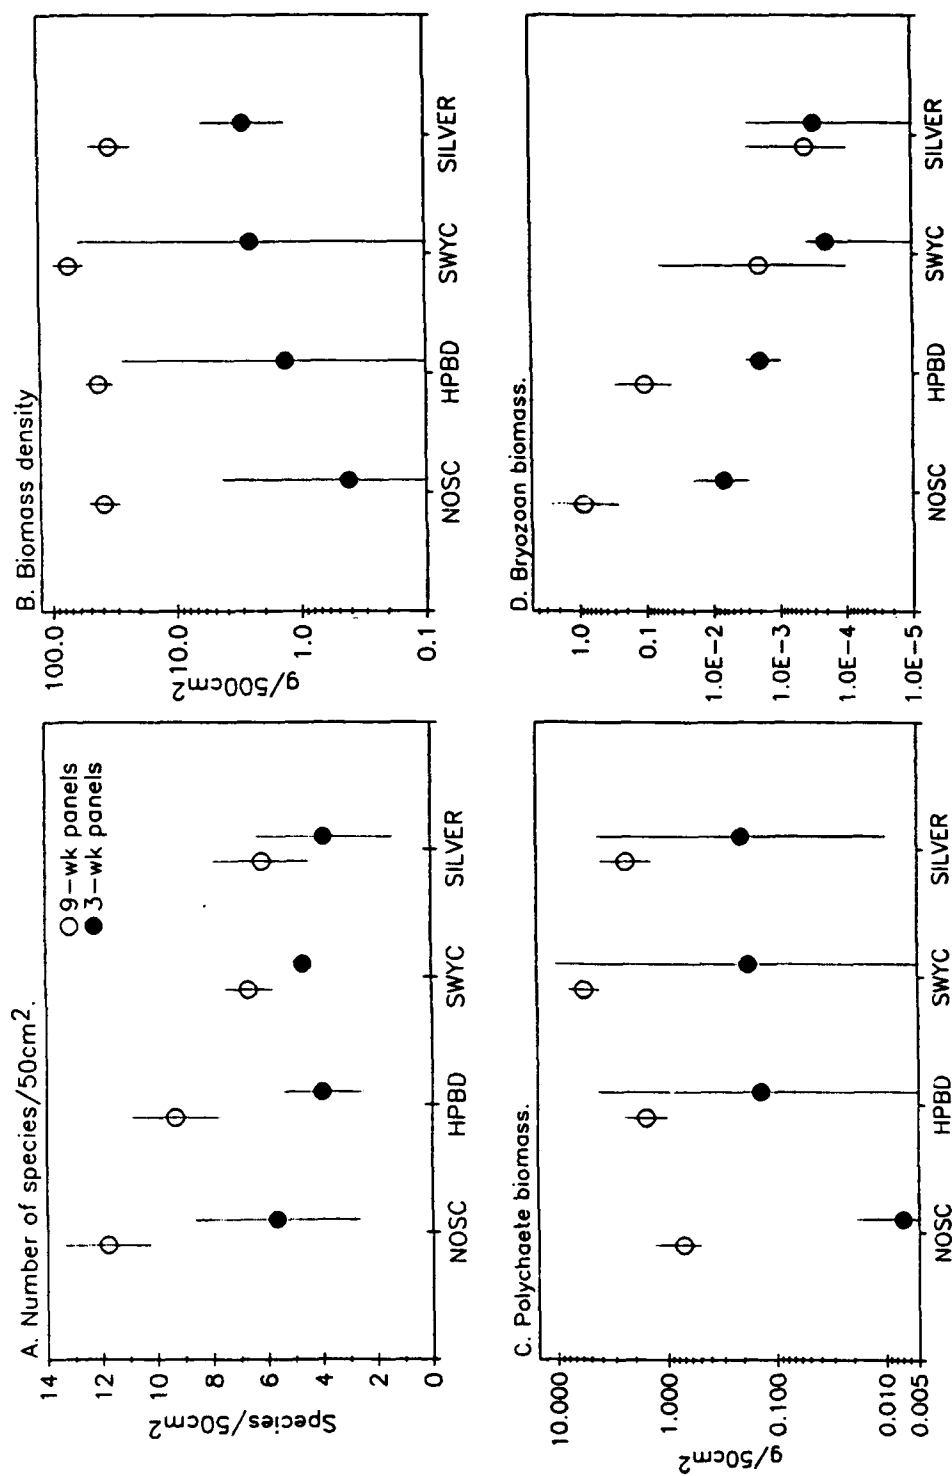 A. Number of species/50cm2.
○ 9-wk panels
● 3-wk panels
Species/50cm2
14
12
10
8
6
4
2
0
NOSC HPBD SWYC SILVER
B. Biomass density
g/500cm2
100.0
10.0
1.0
0.1
NOSC HPBD SWYC SILVER
C. Polychaete biomass.
g/50cm2
10.000
1.000
0.100
0.010
0.005
NOSC HPBD SWYC SILVER
D. Bryozoan biomass.
1.0
0.1
1.0E-2
1.0E-3
1.0E-4
1.0E-5
NOSC HPBD SWYC SILVER